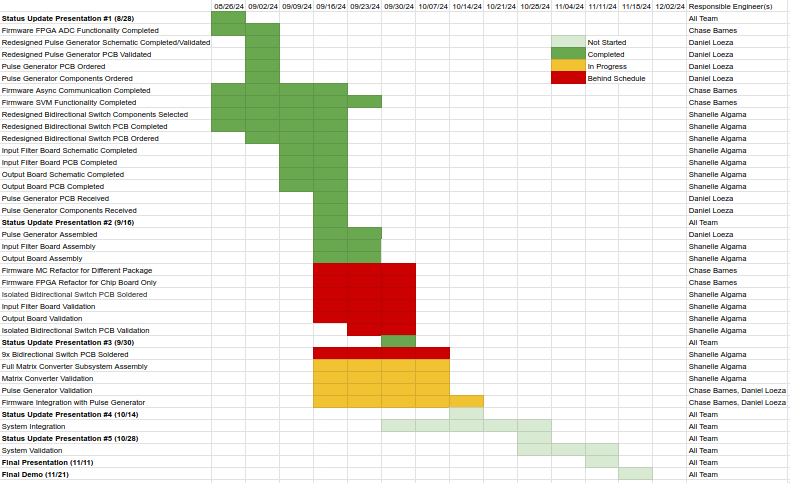 08/26/24 09/02/24 09/09/24 09/16/24 09/23/24 09/30/24 10/07/24 10/14/24 10/21/24 10/28/24 11/04/24 11/11/24 11/18/24 12/02/24 Responsible Engineer(s)
Status Update Presentation #1 (8/28) All Team
Firmware FPGA ADC Functionality Completed Chase Barnes
Redesigned Pulse Generator Schematic Completed/Validated Not Started Daniel Loeza
Redesigned Pulse Generator PCB Validated Completed Daniel Loeza
Pulse Generator PCB Ordered In Progress Daniel Loeza
Pulse Generator Components Ordered Behind Schedule Daniel Loeza
Firmware Async Communication Completed Chase Barnes
Firmware SVM Functionality Completed Chase Barnes
Redesigned Bidirectional Switch Components Selected Shanelle Algama
Redesigned Bidirectional Switch PCB Completed Shanelle Algama
Redesigned Bidirectional Switch PCB Ordered Shanelle Algama
Input Filter Board Schematic Completed Shanelle Algama
Input Filter Board PCB Completed Shanelle Algama
Output Board Schematic Completed Shanelle Algama
Output Board PCB Completed Shanelle Algama
Pulse Generator PCB Received Daniel Loeza
Pulse Generator Components Received Daniel Loeza
Status Update Presentation #2 (9/16) All Team
Pulse Generator Assembled Daniel Loeza
Input Filter Board Assembly Shanelle Algama
Output Board Assembly Shanelle Algama
Firmware MC Refactor for Different Package Chase Barnes
Firmware FPGA Refactor for Chip Board Only Chase Barnes
Isolated Bidirectional Switch PCB Soldered Shanelle Algama
Input Filter Board Validation Shanelle Algama
Output Board Validation Shanelle Algama
Isolated Bidirectional Switch PCB Validation Shanelle Algama
Status Update Presentation #3 (9/30) All Team
9x Bidirectional Switch PCB Soldered Shanelle Algama
Full Matrix Converter Subsystem Assembly Shanelle Algama
Matrix Converter Validation Shanelle Algama
Pulse Generator Validation Chase Barnes, Daniel Loeza
Firmware Integration with Pulse Generator Chase Barnes, Daniel Loeza
Status Update Presentation #4 (10/14) All Team
System Integration All Team
Status Update Presentation #5 (10/28) All Team
System Validation All Team
Final Presentation (11/11) All Team
Final Demo (11/21) All Team